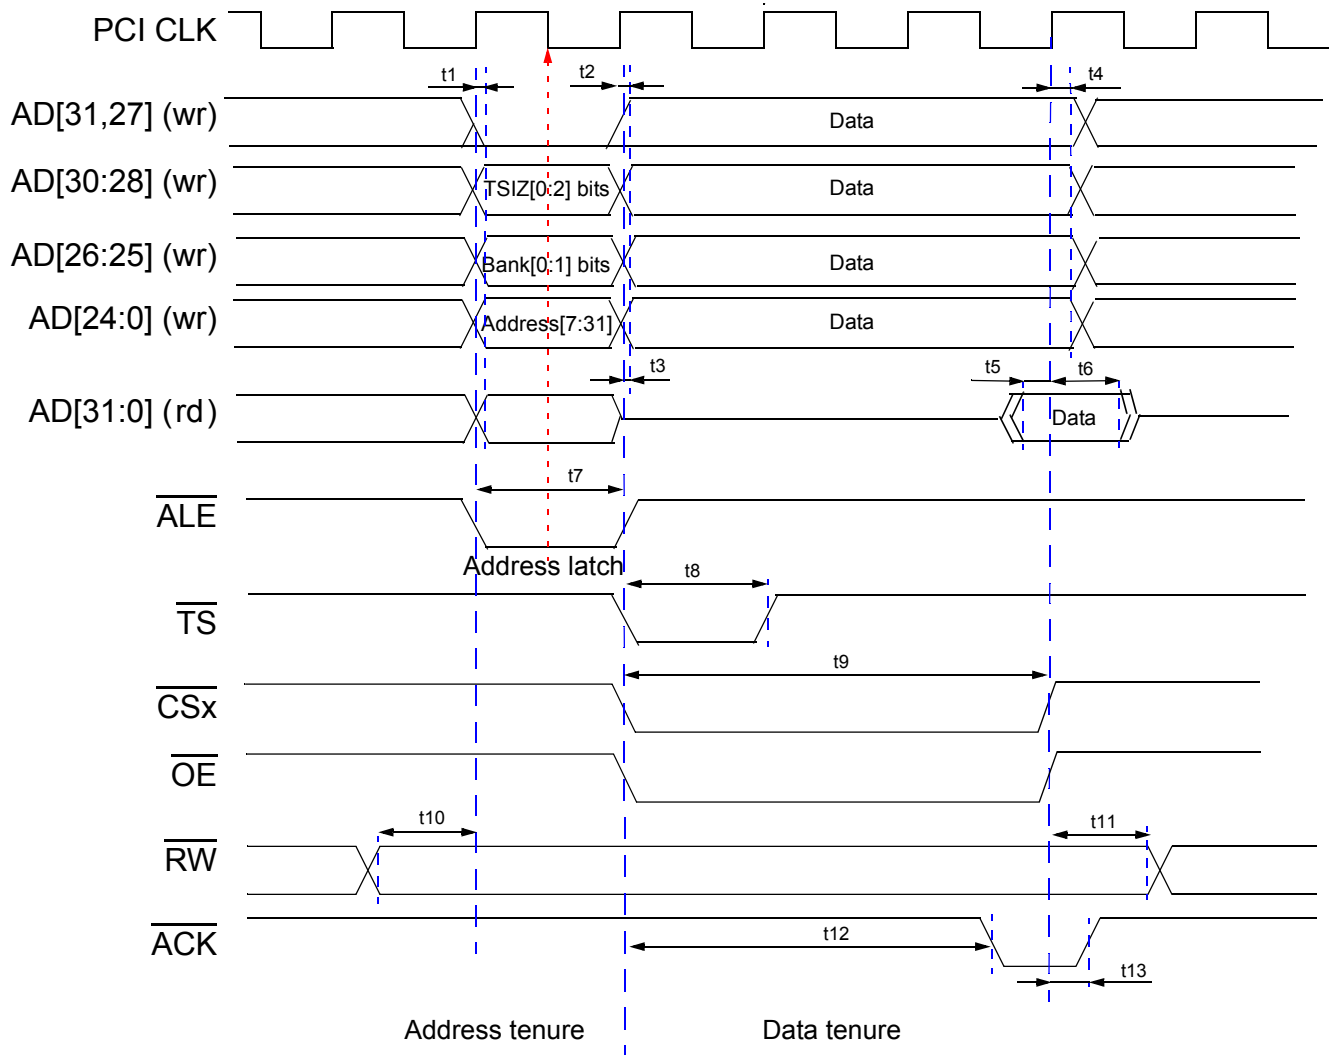 PCI CLK
t1
t2
t4
AD[31,27] (wr)
Data
AD[30:28] (wr)
TSIZ[0:2] bits
Data
AD[26:25] (wr)
Bank[0:1] bits
Data
AD[24:0] (wr)
Address[7:31]
Data
t3
t5
t6
AD[31:0] (rd)
Data
t7
ALE
Address latch
t8
TS
t9
CSx
OE
t10
t11
RW
ACK
t12
t13
Address tenure
Data tenure